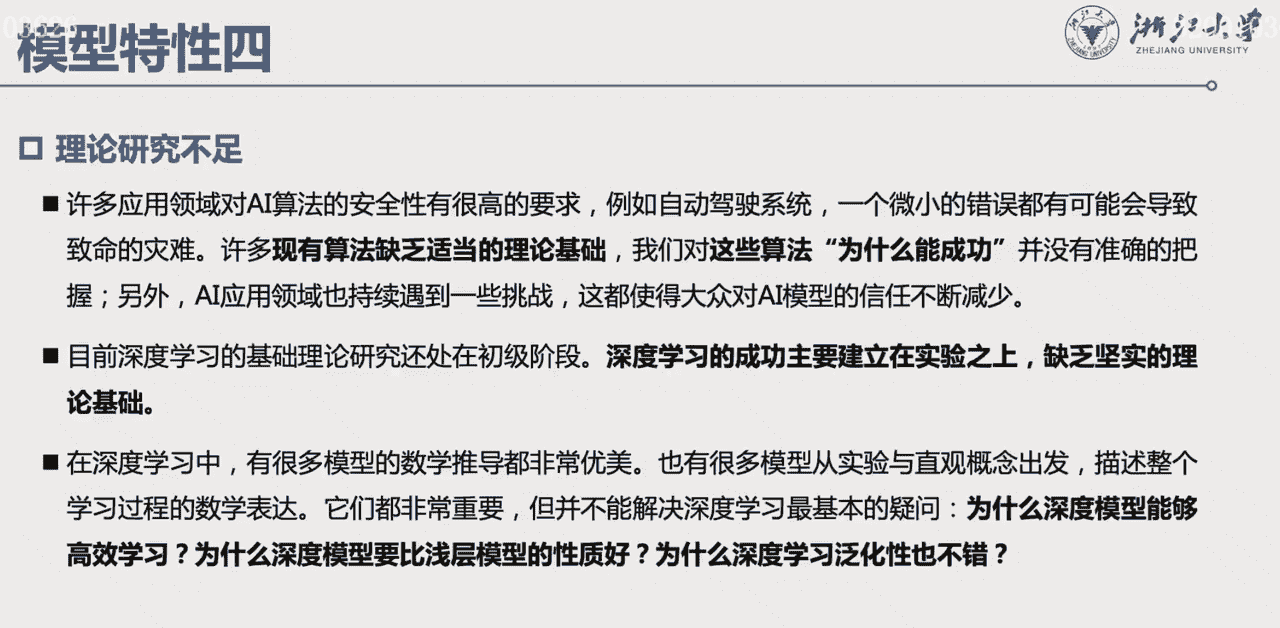 模型特性四
浙江大学
ZHEJIANG UNIVERSITY
理论研究不足
许多应用领域对AI算法的安全性有很高的要求，例如自动驾驶系统，一个微小的错误都有可能会导致
致命的灾难。许多现有算法缺乏适当的理论基础，我们对这些算法“为什么能成功”并没有准确的把
握；另外，AI应用领域也持续遇到一些挑战，这都使得大众对AI模型的信任不断减少。
目前深度学习的基础理论研究还处在初级阶段。深度学习的成功主要建立在实验之上，缺乏坚实的理
论基础。
在深度学习中，有很多模型的数学推导都非常优美。也有很多模型从实验与直观概念出发，描述整个
学习过程的数学表达。它们都非常重要，但并不能解决深度学习最基本的疑问：为什么深度模型能够
高效学习？为什么深度模型要比浅层模型的性质好？为什么深度学习泛化性也不错？